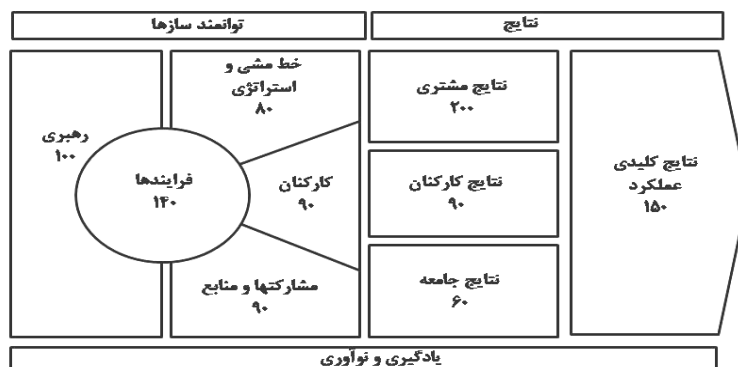 توانمند سازها
نتایج
رهبری
۱۰۰
فرایندها
۱۴۰
خط مشی و
استراتژی
۸۰
کارکنان
۹۰
مشارکتها و منابع
۹۰
نتایج مشتری
۲۰۰
نتایج کارکنان
۹۰
نتایج جامعه
۶۰
نتایج کلیدی
عملکرد
۱۵۰
یادگیری و نوآوری